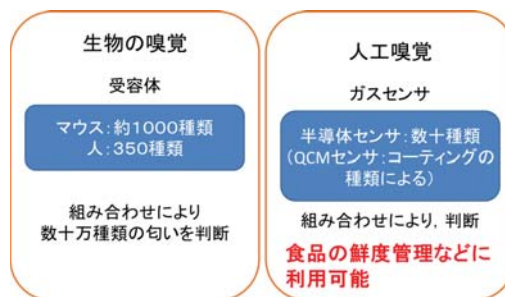 生物の嗅覚
受容体
マウス:約1000種類
人:350種類
組み合わせにより
数十万種類の匂いを判断
人工嗅覚
ガスセンサ
半導体センサ:数十種類
(QCMセンサ:コーティングの
種類による)
組み合わせにより,判断
食品の鮮度管理などに
利用可能